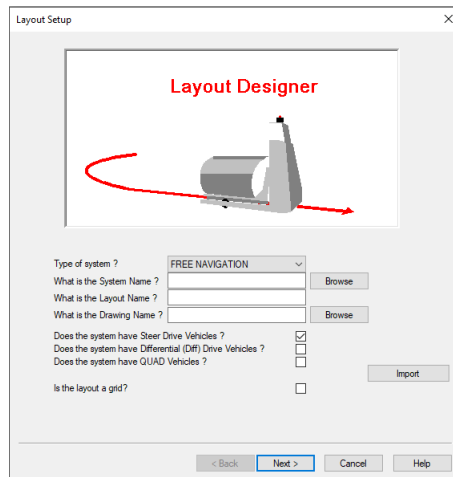 Layout Setup
Layout Designer
Type of system ? FREE NAVIGATION
What is the System Name ? Browse
What is the Layout Name ?
What is the Drawing Name ? Browse
Does the system have Steer Drive Vehicles ?
Does the system have Differential (Diff) Drive Vehicles ?
Does the system have QUAD Vehicles ?
Import
Is the layout a grid?
< Back Next > Cancel Help